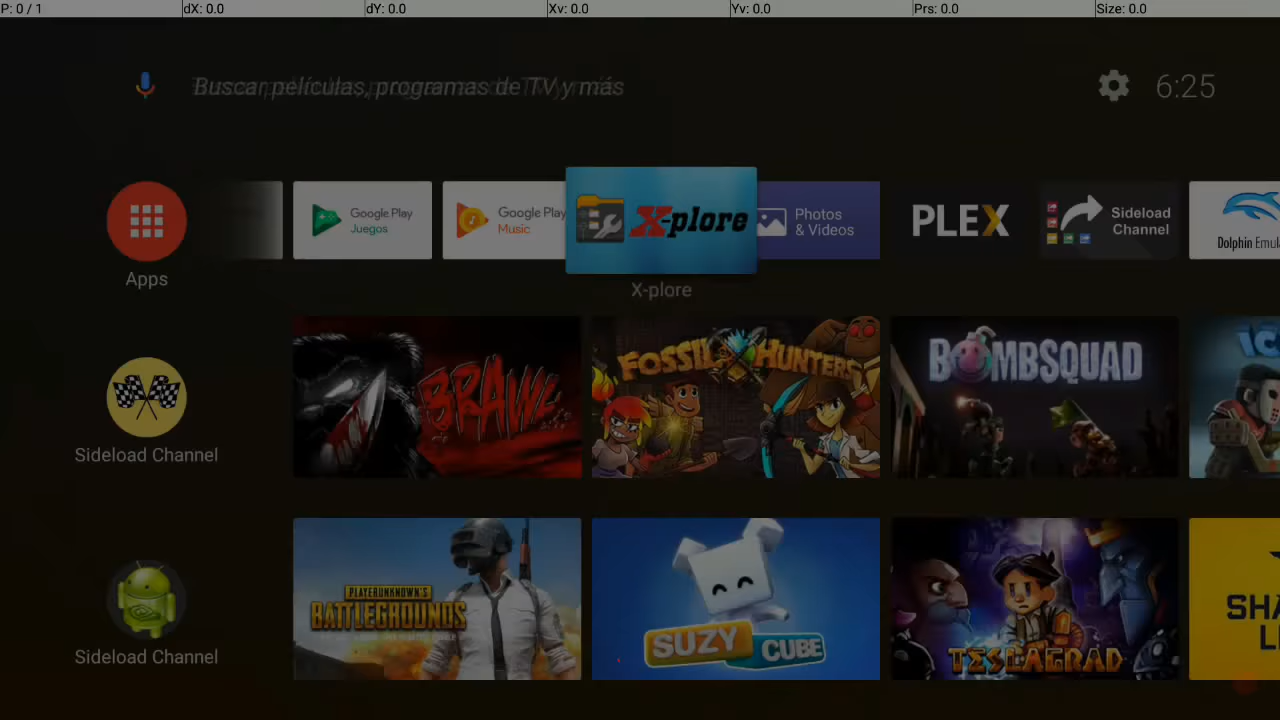 P: 0 / 1 dX: 0.0 dY: 0.0 Xv: 0.0 Yv: 0.0 Prs: 0.0 Size: 0.0
Buscar películas, programas de TV y más
6:25
Google Play
Juegos
Google Play
Music
X-plore
Photos
& Videos
PLEX
Sideload
Channel
Dolphin Emul
Apps
X-plore
BRAWL
FOSSIL HUNTERS
BOMBSQUAD
Sideload Channel
PLAYERUNKNOWN'S
BATTLEGROUNDS
SUZY
CUBE
TESLAGRAD
Sideload Channel